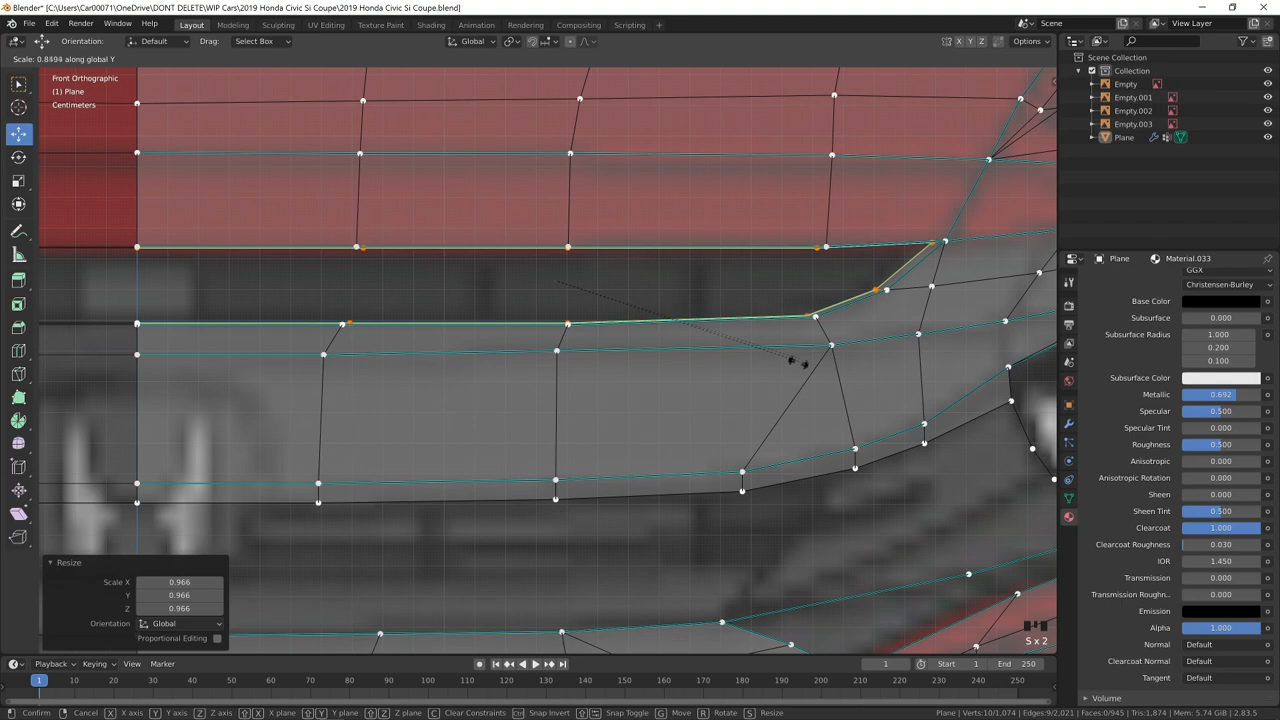 Blender* [C:\Users\Car00071\OneDrive\DONT DELETE\WIP Cars\2019 Honda Civic Si Coupe\2019 Honda Civic Si Coupe.blend]
File Edit Render Window Help Layout Modeling Sculpting UV Editing Texture Paint Shading Animation Rendering Compositing Scripting + Scene View Layer
Orientation: Default Drag: Select Box Global X Y Z Options
Scale: 0.8494 along global Y
Front Orthographic
(1) Plane
Centimeters
Scene Collection
Collection
Empty
Empty.001
Empty.002
Empty.003
Plane
Plane Material.033
GGX
Christensen-Burley
Base Color
Subsurface 0.000
Subsurface Radius 1.000
0.200
0.100
Subsurface Color
Metallic 0.692
Specular 0.500
Specular Tint 0.000
Roughness 0.500
Anisotropic 0.000
Anisotropic Rotation 0.000
Sheen 0.000
Sheen Tint 0.500
Clearcoat 1.000
Clearcoat Roughness 0.030
IOR 1.450
Transmission 0.000
Transmission Roughn... 0.000
Emission
Alpha 1.000
Normal Default
Clearcoat Normal Default
Tangent Default
Volume
Resize
Scale X 0.966
Y 0.966
Z 0.966
Orientation Global
Proportional Editing
S x 2
Playback Keying View Marker 1 Start 1 End 250
1 10 20 30 40 50 60 70 80 90 100 110 120 130 140 150 160 170 180 190 200 210 220 230 240 250
Confirm Cancel X X axis Y Y axis Z Z axis X X plane Y Y plane Z Z plane C Clear Constraints Ctrl Snap Invert Snap Toggle G Move R Rotate S Resize Plane | Verts:10/1,074 | Edges:9/2,021 | Faces:0/945 | Tris:1,874 | Mem: 5.74 GiB | 2.83.5